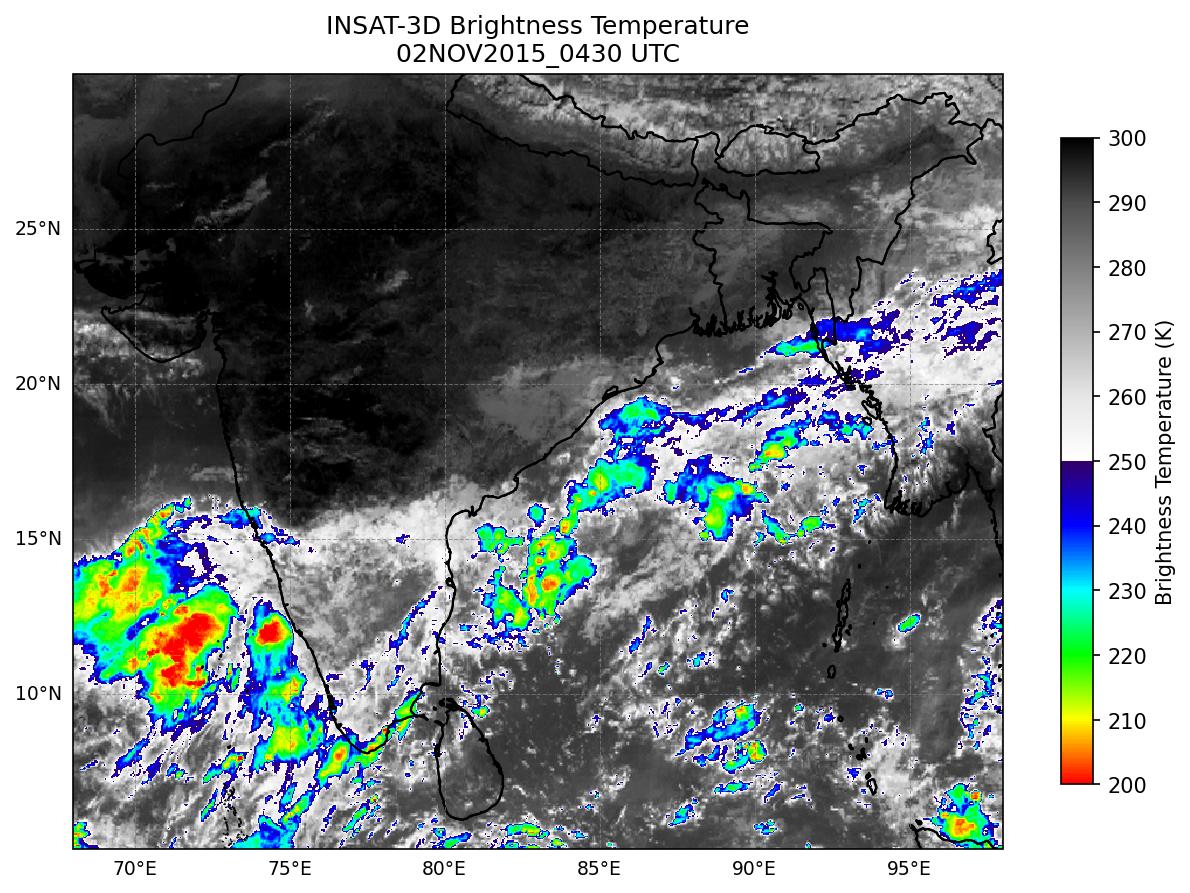 INSAT-3D Brightness Temperature
02NOV2015_0430 UTC
25°N
20°N
15°N
10°N
70°E
75°E
80°E
85°E
90°E
95°E
300
290
280
270
260
250
240
230
220
210
200
Brightness Temperature (K)